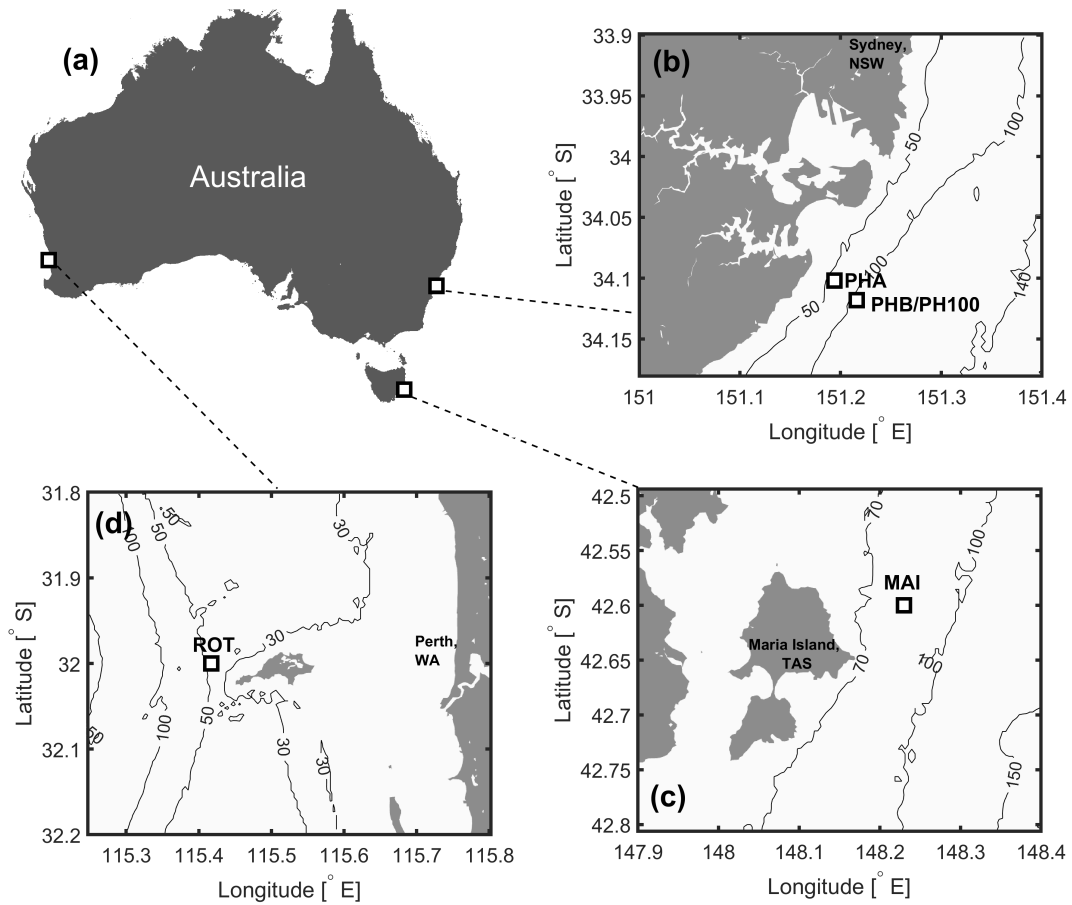 (a)
Australia
(b)
Sydney,
NSW
33.9
33.95
34
34.05
34.1
34.15
Latitude [° S]
50
100
100
50
140
PHA
PHB/PH100
151
151.1
151.2
151.3
151.4
Longitude [° E]
(d)
31.8
31.9
32
32.1
32.2
Latitude [° S]
100
50
50
30
30
ROT
Perth,
WA
50
100
50
30
30
115.3
115.4
115.5
115.6
115.7
115.8
Longitude [° E]
42.5
42.55
42.6
42.65
42.7
42.75
42.8
Latitude [° S]
70
100
MAI
Maria Island,
TAS
70
100
150
(c)
147.9
148
148.1
148.2
148.3
148.4
Longitude [° E]